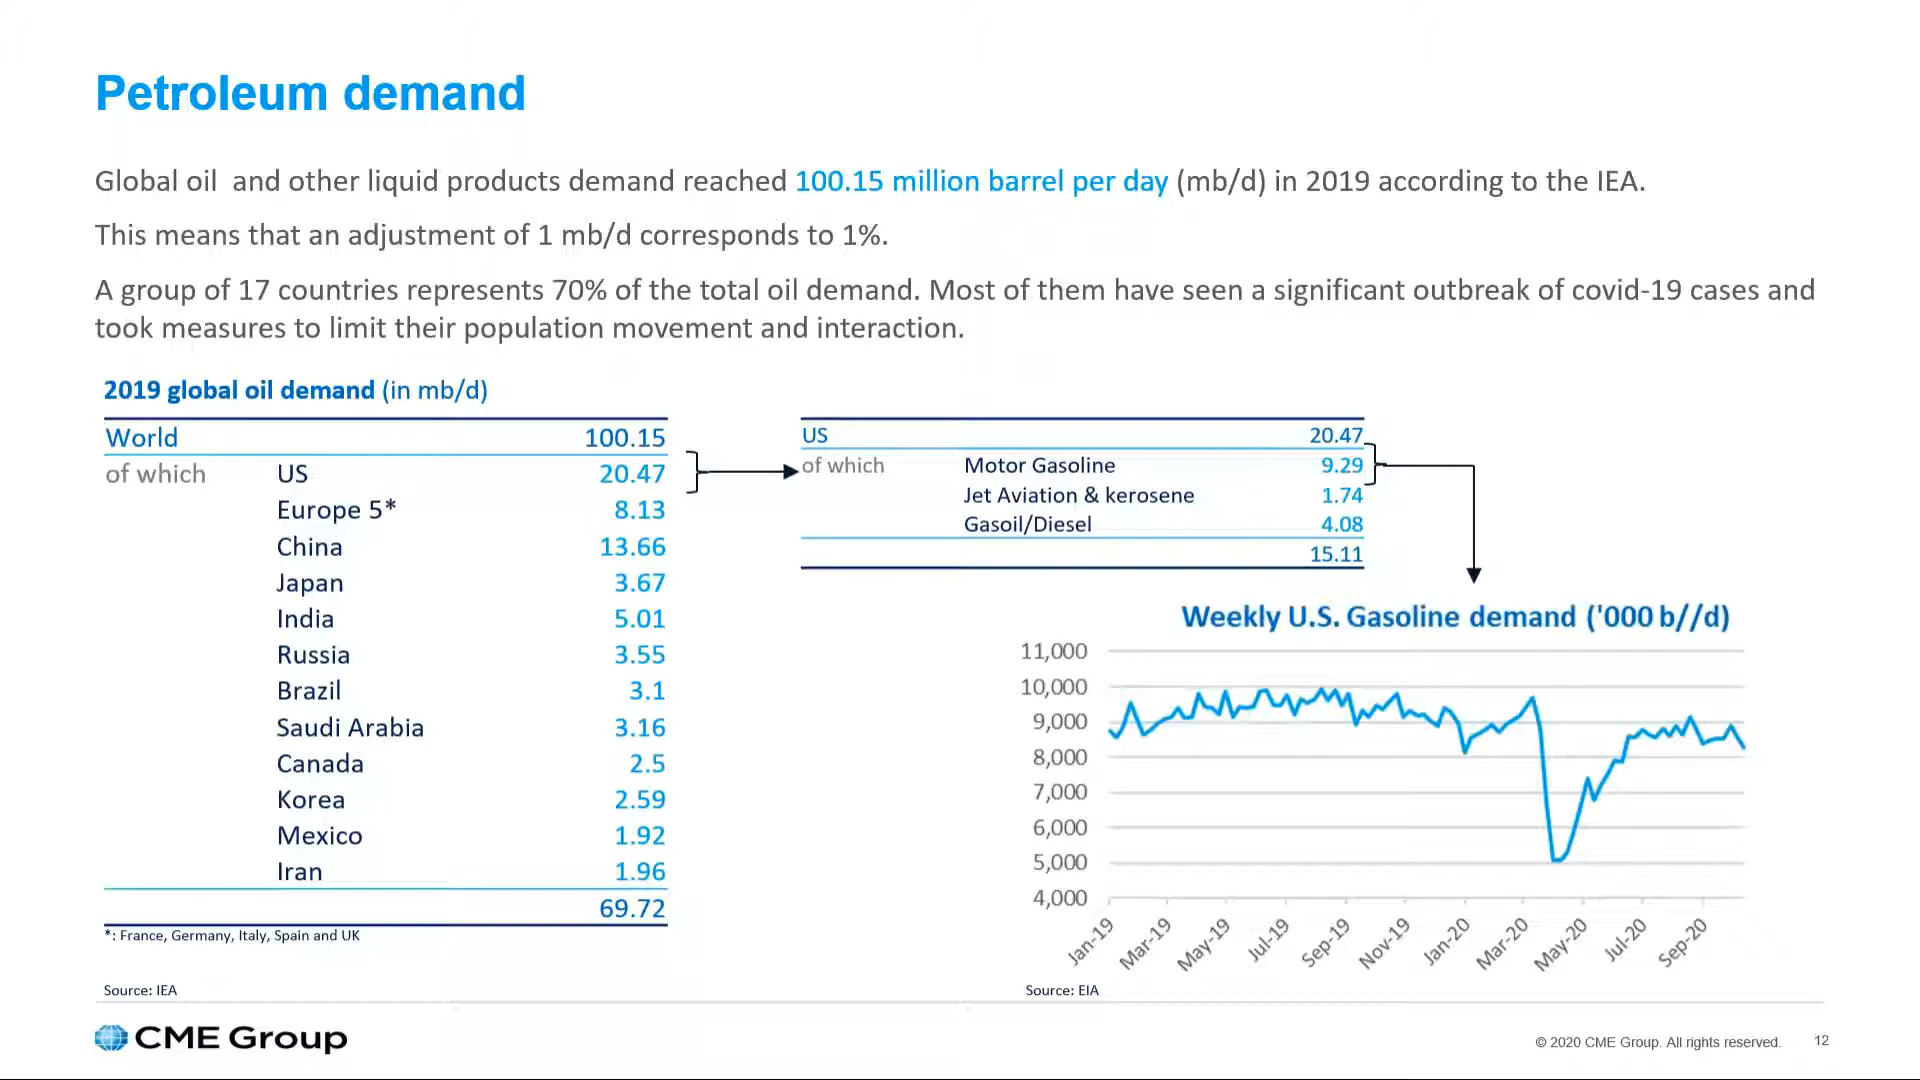 Petroleum demand
Global oil and other liquid products demand reached 100.15 million barrel per day (mb/d) in 2019 according to the IEA.
This means that an adjustment of 1 mb/d corresponds to 1%.
A group of 17 countries represents 70% of the total oil demand. Most of them have seen a significant outbreak of covid-19 cases and
took measures to limit their population movement and interaction.
2019 global oil demand (in mb/d)
World 100.15
of which US 20.47
Europe 5* 8.13
China 13.66
Japan 3.67
India 5.01
Russia 3.55
Brazil 3.1
Saudi Arabia 3.16
Canada 2.5
Korea 2.59
Mexico 1.92
Iran 1.96
69.72
*: France, Germany, Italy, Spain and UK
Source: IEA
US 20.47
of which Motor Gasoline 9.29
Jet Aviation & kerosene 1.74
Gasoil/Diesel 4.08
15.11
Weekly U.S. Gasoline demand ('000 b//d)
11,000
10,000
9,000
8,000
7,000
6,000
5,000
4,000
Jan-19 Mar-19 May-19 Jul-19 Sep-19 Nov-19 Jan-20 Mar-20 May-20 Jul-20 Sep-20
Source: EIA
CME Group
© 2020 CME Group. All rights reserved. 12